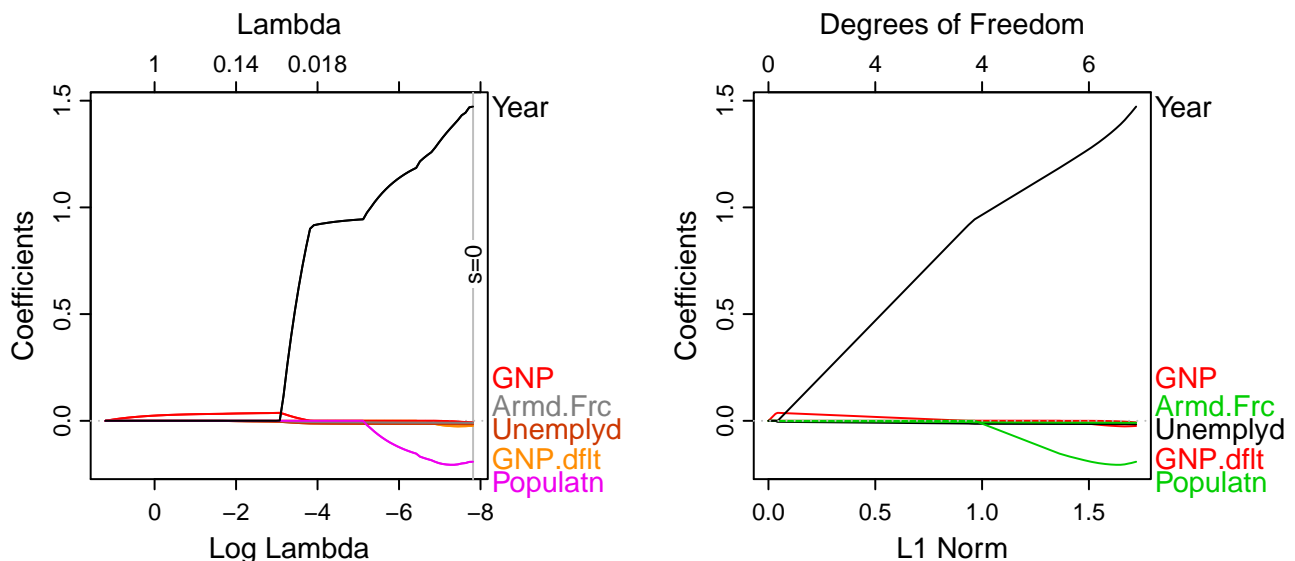 Lambda
1 0.14 0.018
Coefficients
0.0 0.5 1.0 1.5
s=0
Year
GNP
Armd.Frc
Unemplyd
GNP.dflt
Populatn
0 −2 −4 −6 −8
Log Lambda
Degrees of Freedom
0 4 4 6
Coefficients
0.0 0.5 1.0 1.5
Year
GNP
Armd.Frc
Unemplyd
GNP.dflt
Populatn
0.0 0.5 1.0 1.5
L1 Norm